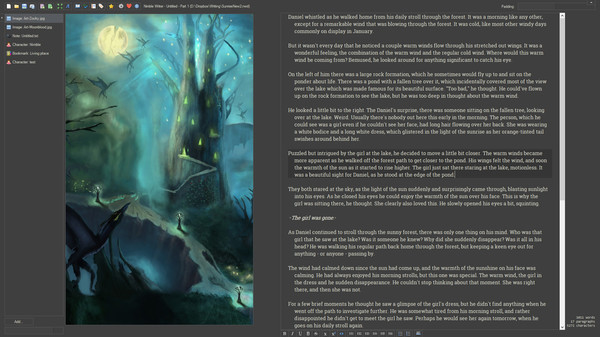 Nimble Writer - Untitled - Part 1 (D:\Dropbox\Writing\SunriseView2.nvwf)
Padding:
Image: Art Castle.jpg
Image: Art MoonMood.jpg
Note: Untitled.txt
Character: Nimble
Bookmark: Living place
Character: test
Add..
Daniel whistled as he walked home from his daily stroll through the forest. It was a morning like any other,
except for a remarkable wind that was blowing through the forest. It was cold, like most other windy days
commonly on display in January.
But it wasn't every day that he noticed a couple warm winds flow through his stretched out wings. It was a
wonderful feeling, the combination of the warm wind and the regular cold wind. Where would this warm
wind he coming from? Bemused, he looked around for anything significant to catch his eye.
On the left of him there was a large rock formation, which he sometimes would fly up to and sit on the
ponder about life. There was a pond with a fallen tree over it, which incidentally covered most of the view
over the lake which was made famous for its beautiful surface. "Too bad," he thought. He could've flown
up on the rock formation to see the lake, but he was too deep in thought about the warm wind.
He looked a little bit to the right. The Daniel's surprise, there was someone sitting on the fallen tree, looking
over at the lake. Weird. Usually there's nobody out here this early in the morning. The person, which he
could see was a girl even if he couldn't see her face, had long hair flowing over her back. She was wearing
a white bodice and a long white dress, which glittered in the light of the sunrise as her orange tinted tail
swishes around behind her.
Puzzled but intrigued by the girl at the lake, he decided to move a little bit closer. The warm winds became
more apparent as he walked off the forest path to get closer to the pond. His wings felt the wind, and soon
the warmth of the sun as it started to rise higher. The girl just sat there staring at the lake, motionless. It
was a beautiful sight for Daniel, as he stood at the edge of the pond.
They both stared at the sky, as the light of the sun suddenly and surprisingly came through, blasting sunlight
into his eyes. As he closed his eyes he could enjoy the warmth of the sun over his face. This is why the
girl was sitting there, he thought. She clearly also loved this. He slowly opened his eyes a bit, squinting.
- The girl was gone -
As Daniel continued to stroll through the sunny forest, there was only one thing on his mind. Who was that
girl that he saw at the lake? Was it someone he knew? Why did she suddenly disappear? Was it all in his
head? He was walking his regular path back home through the forest, but keeping a keen eye out for
anything - or anyone - passing by.
The wind had calmed down since the sun had come up, and the warmth of the sunshine on his face was
calming. He had always enjoyed his morning strolls, but this one was special. The warm wind, the girl in
the dress and he sudden disappearance. He couldn't stop thinking about that moment. She was right
there, and then she was not.
For a few brief moments he thought he saw a glimpse of the girl's dress, but he didn't find anything when he
went off the path to investigate further. He was somewhat tired from his morning stroll, and rather
disappointed he didn't get to meet the girl he saw. Perhaps he would see her again tomorrow, when he
goes on his daily stroll again.
B I U S
words
paragraphs
characters